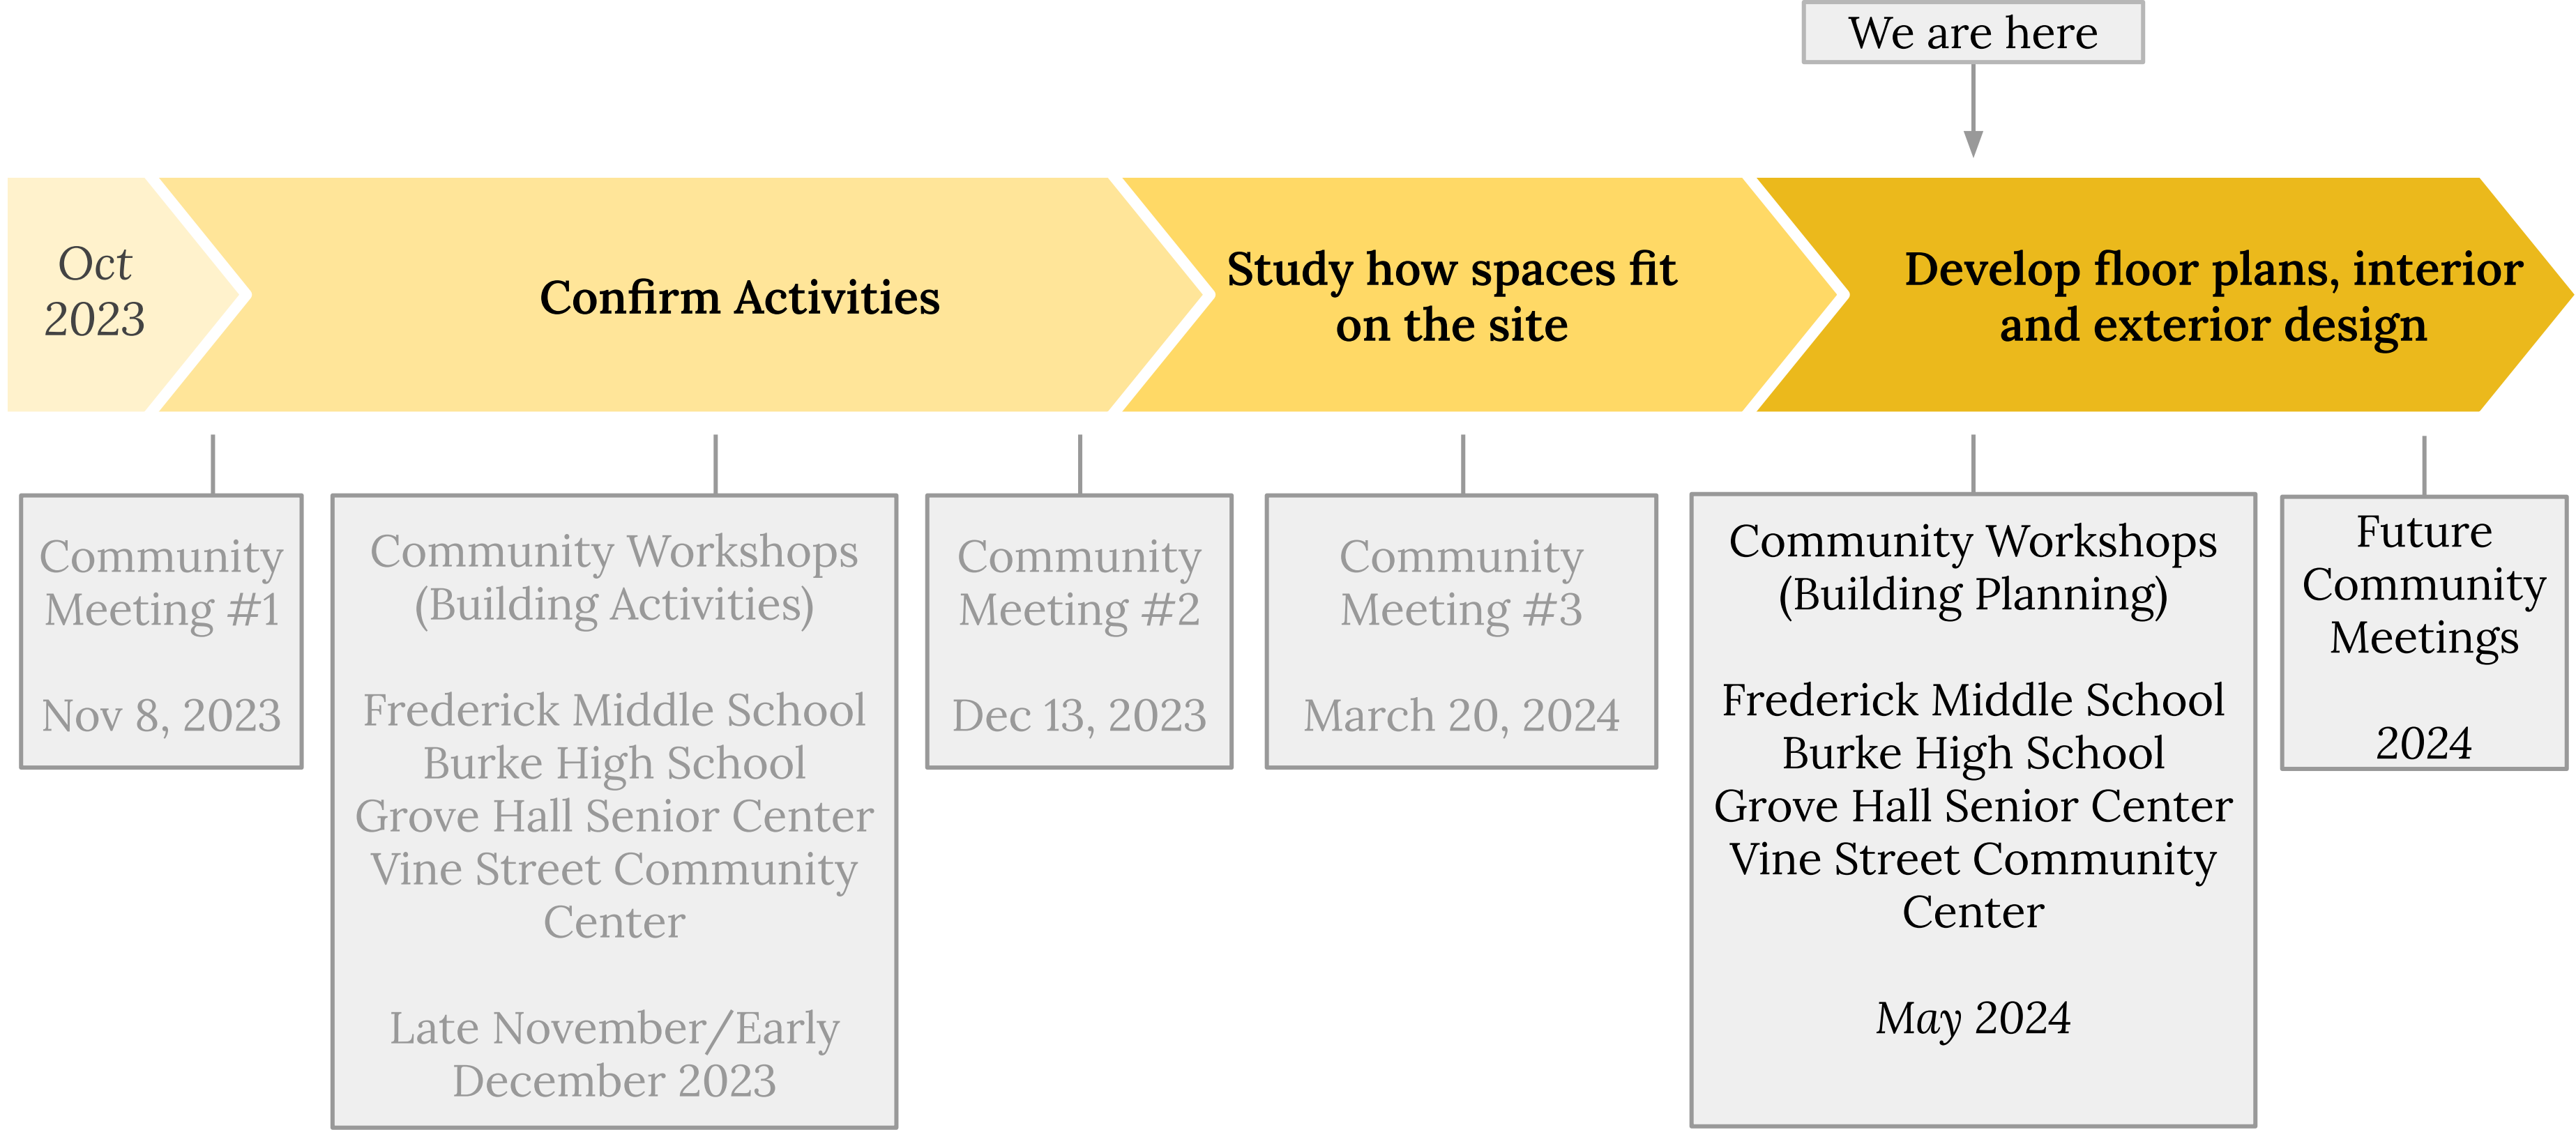 We are here
Oct
2023
Confirm Activities
Study how spaces fit
on the site
Develop floor plans, interior
and exterior design
Community
Meeting #1
Nov 8, 2023
Community Workshops
(Building Activities)
Frederick Middle School
Burke High School
Grove Hall Senior Center
Vine Street Community
Center
Late November/Early
December 2023
Community
Meeting #2
Dec 13, 2023
Community
Meeting #3
March 20, 2024
Community Workshops
(Building Planning)
Frederick Middle School
Burke High School
Grove Hall Senior Center
Vine Street Community
Center
May 2024
Future
Community
Meetings
2024